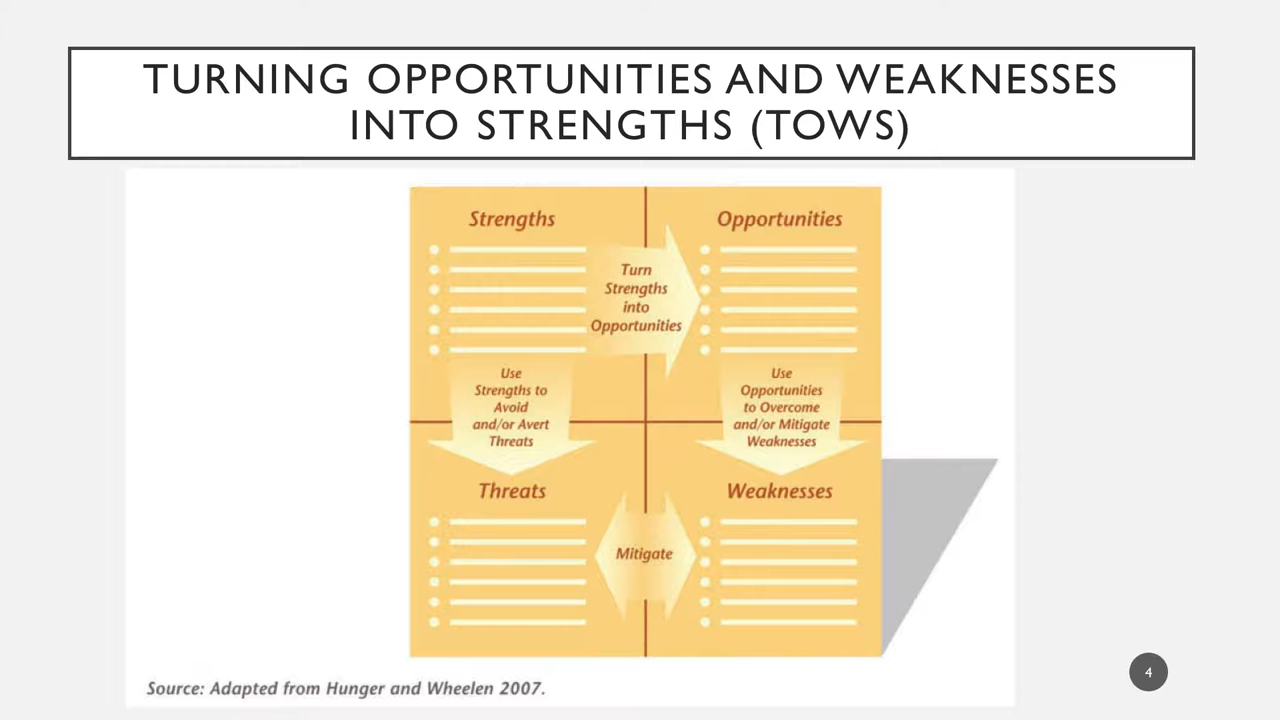 TURNING OPPORTUNITIES AND WEAKNESSES
INTO STRENGTHS (TOWS)
Strengths
Opportunities
Turn
Strengths
into
Opportunities
Use
Strengths to
Avoid
and/or Avert
Threats
Use
Opportunities
to Overcome
and/or Mitigate
Weaknesses
Threats
Weaknesses
Mitigate
Source: Adapted from Hunger and Wheelen 2007.
4